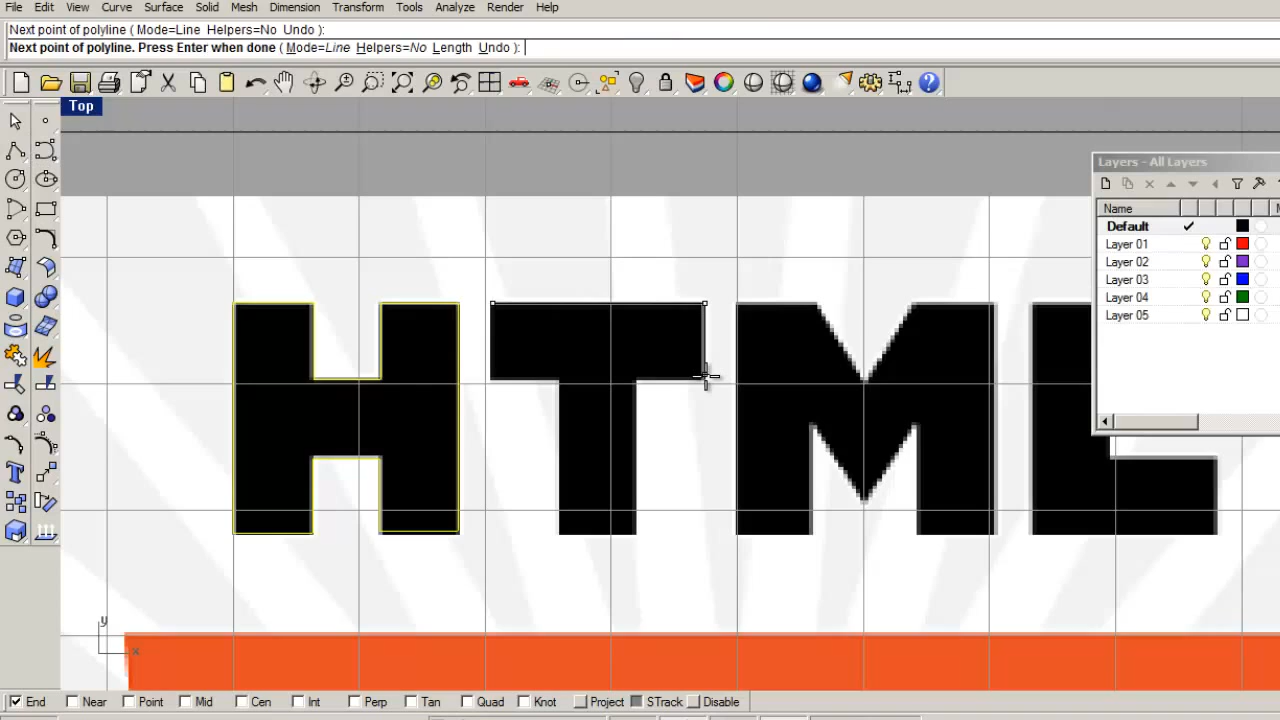 File Edit View Curve Surface Solid Mesh Dimension Transform Tools Analyze Render Help
Next point of polyline ( Mode=Line Helpers=No Undo ):
Next point of polyline. Press Enter when done ( Mode=Line Helpers=No Length Undo ):
Top
Layers - All Layers
Name
Default
Layer 01
Layer 02
Layer 03
Layer 04
Layer 05
HTML
y
x
End Near Point Mid Cen Int Perp Tan Quad Knot Project STrack Disable